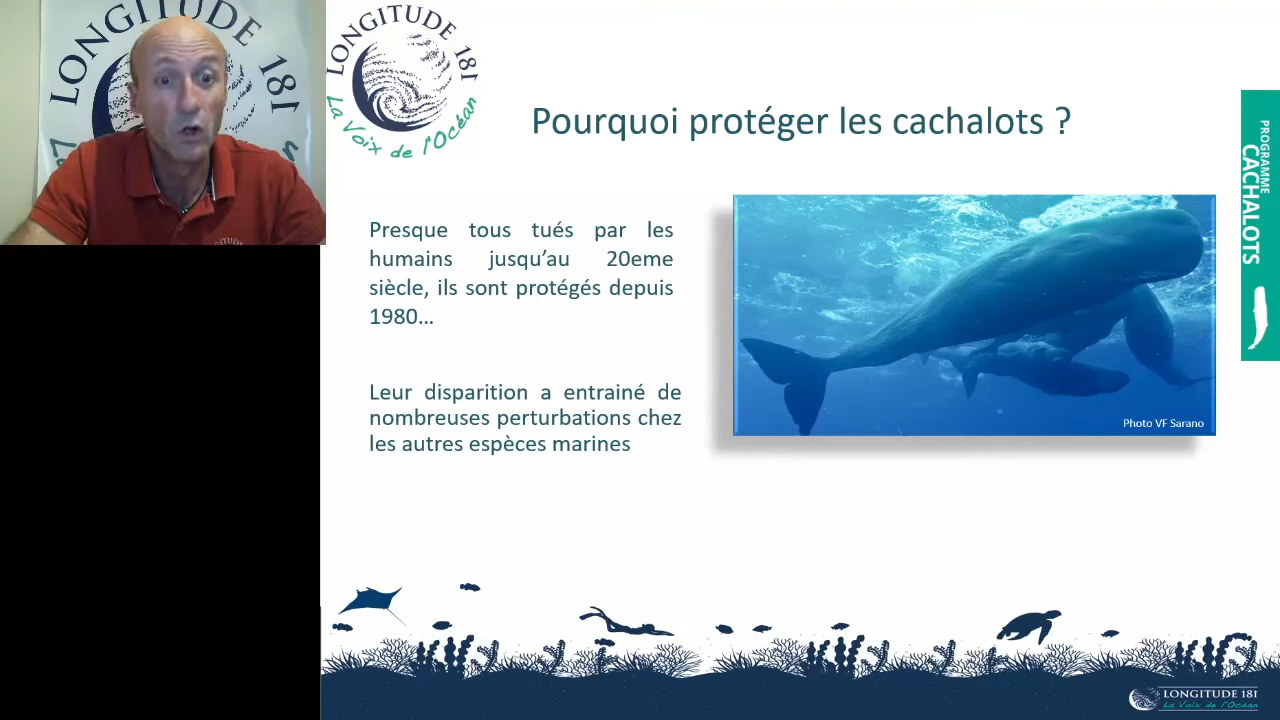 LONGITUDE 181
LONGITUDE 181
La Voix de l'Océan
Pourquoi protéger les cachalots ?
PROGRAMME
CACHALOTS
Presque tous tués par les
humains jusqu’au 20eme
siècle, ils sont protégés depuis
1980…
Leur disparition a entrainé de
nombreuses perturbations chez
les autres espèces marines
Photo VF Sarano
LONGITUDE 181
La Voix de l'Océan